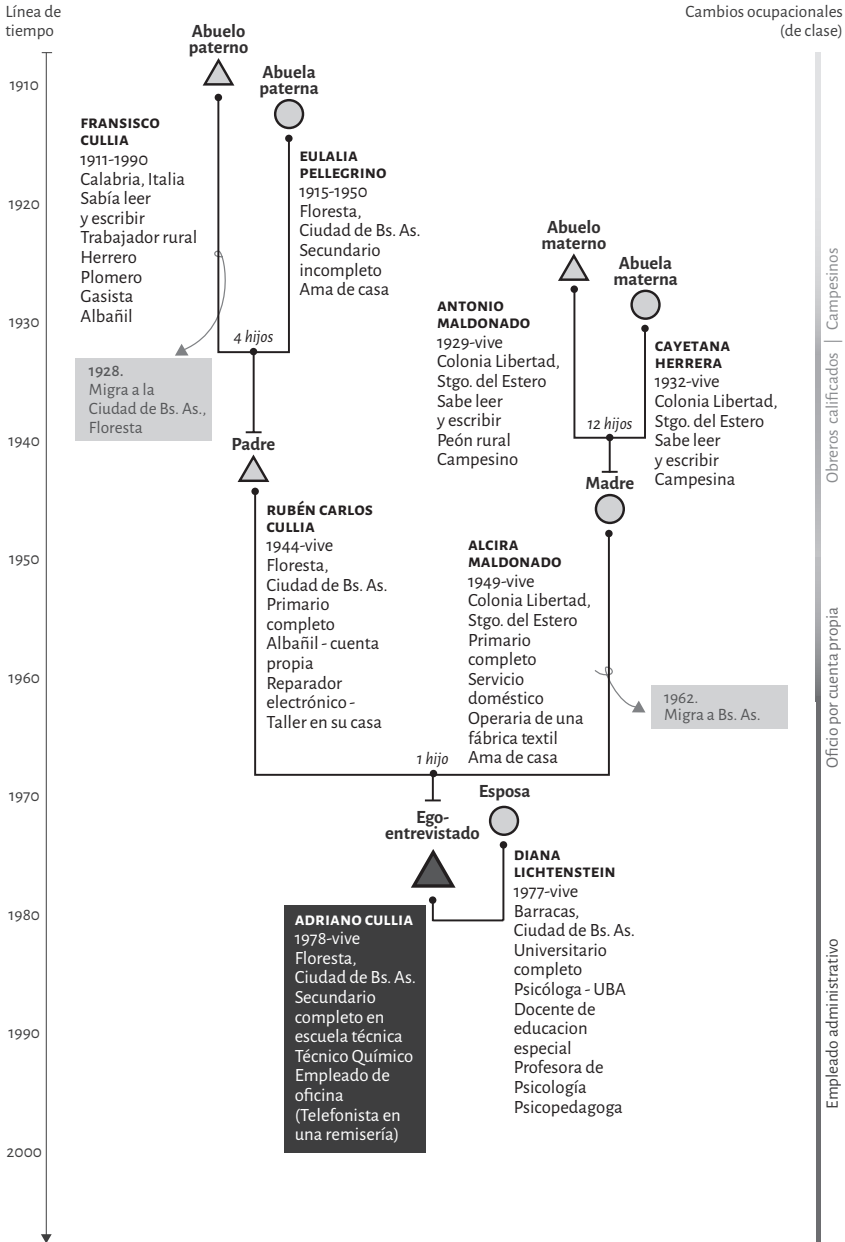 Línea de
tiempo
Cambios ocupacionales
(de clase)
1910
1920
1930
1940
1950
1960
1970
1980
1990
2000
Abuelo
paterno
FRANSISCO
CULLIA
1911-1990
Calabria, Italia
Sabía leer
y escribir
Trabajador rural
Herrero
Plomero
Gasista
Albañil
1928.
Migra a la
Ciudad de Bs. As.,
Floresta
Abuela
paterna
EULALIA
PELLEGRINO
1915-1950
Floresta,
Ciudad de Bs. As.
Secundario
incompleto
Ama de casa
4 hijos
Abuelo
materno
ANTONIO
MALDONADO
1929-vive
Colonia Libertad,
Stgo. del Estero
Sabe leer
y escribir
Peón rural
Campesino
Abuela
materna
CAYETANA
HERRERA
1932-vive
Colonia Libertad,
Stgo. del Estero
Sabe leer
y escribir
Campesina
12 hijos
Padre
RUBÉN CARLOS
CULLIA
1944-vive
Floresta,
Ciudad de Bs. As.
Primario
completo
Albañil - cuenta
propia
Reparador
electrónico -
Taller en su casa
Madre
ALCIRA
MALDONADO
1949-vive
Colonia Libertad,
Stgo. del Estero
Primario
completo
Servicio
doméstico
Operaria de una
fábrica textil
Ama de casa
1962.
Migra a Bs. As.
1 hijo
Ego-
entrevistado
ADRIANO CULLIA
1978-vive
Floresta,
Ciudad de Bs. As.
Secundario
completo en
escuela técnica
Técnico Químico
Empleado de
oficina
(Telefonista en
una remisería)
Esposa
DIANA
LICHTENSTEIN
1977-vive
Barracas,
Ciudad de Bs. As.
Universitario
completo
Psicóloga - UBA
Docente de
educacion
especial
Profesora de
Psicología
Psicopedagoga
Obreros calificados | Campesinos
Oficio por cuenta propia
Empleado administrativo